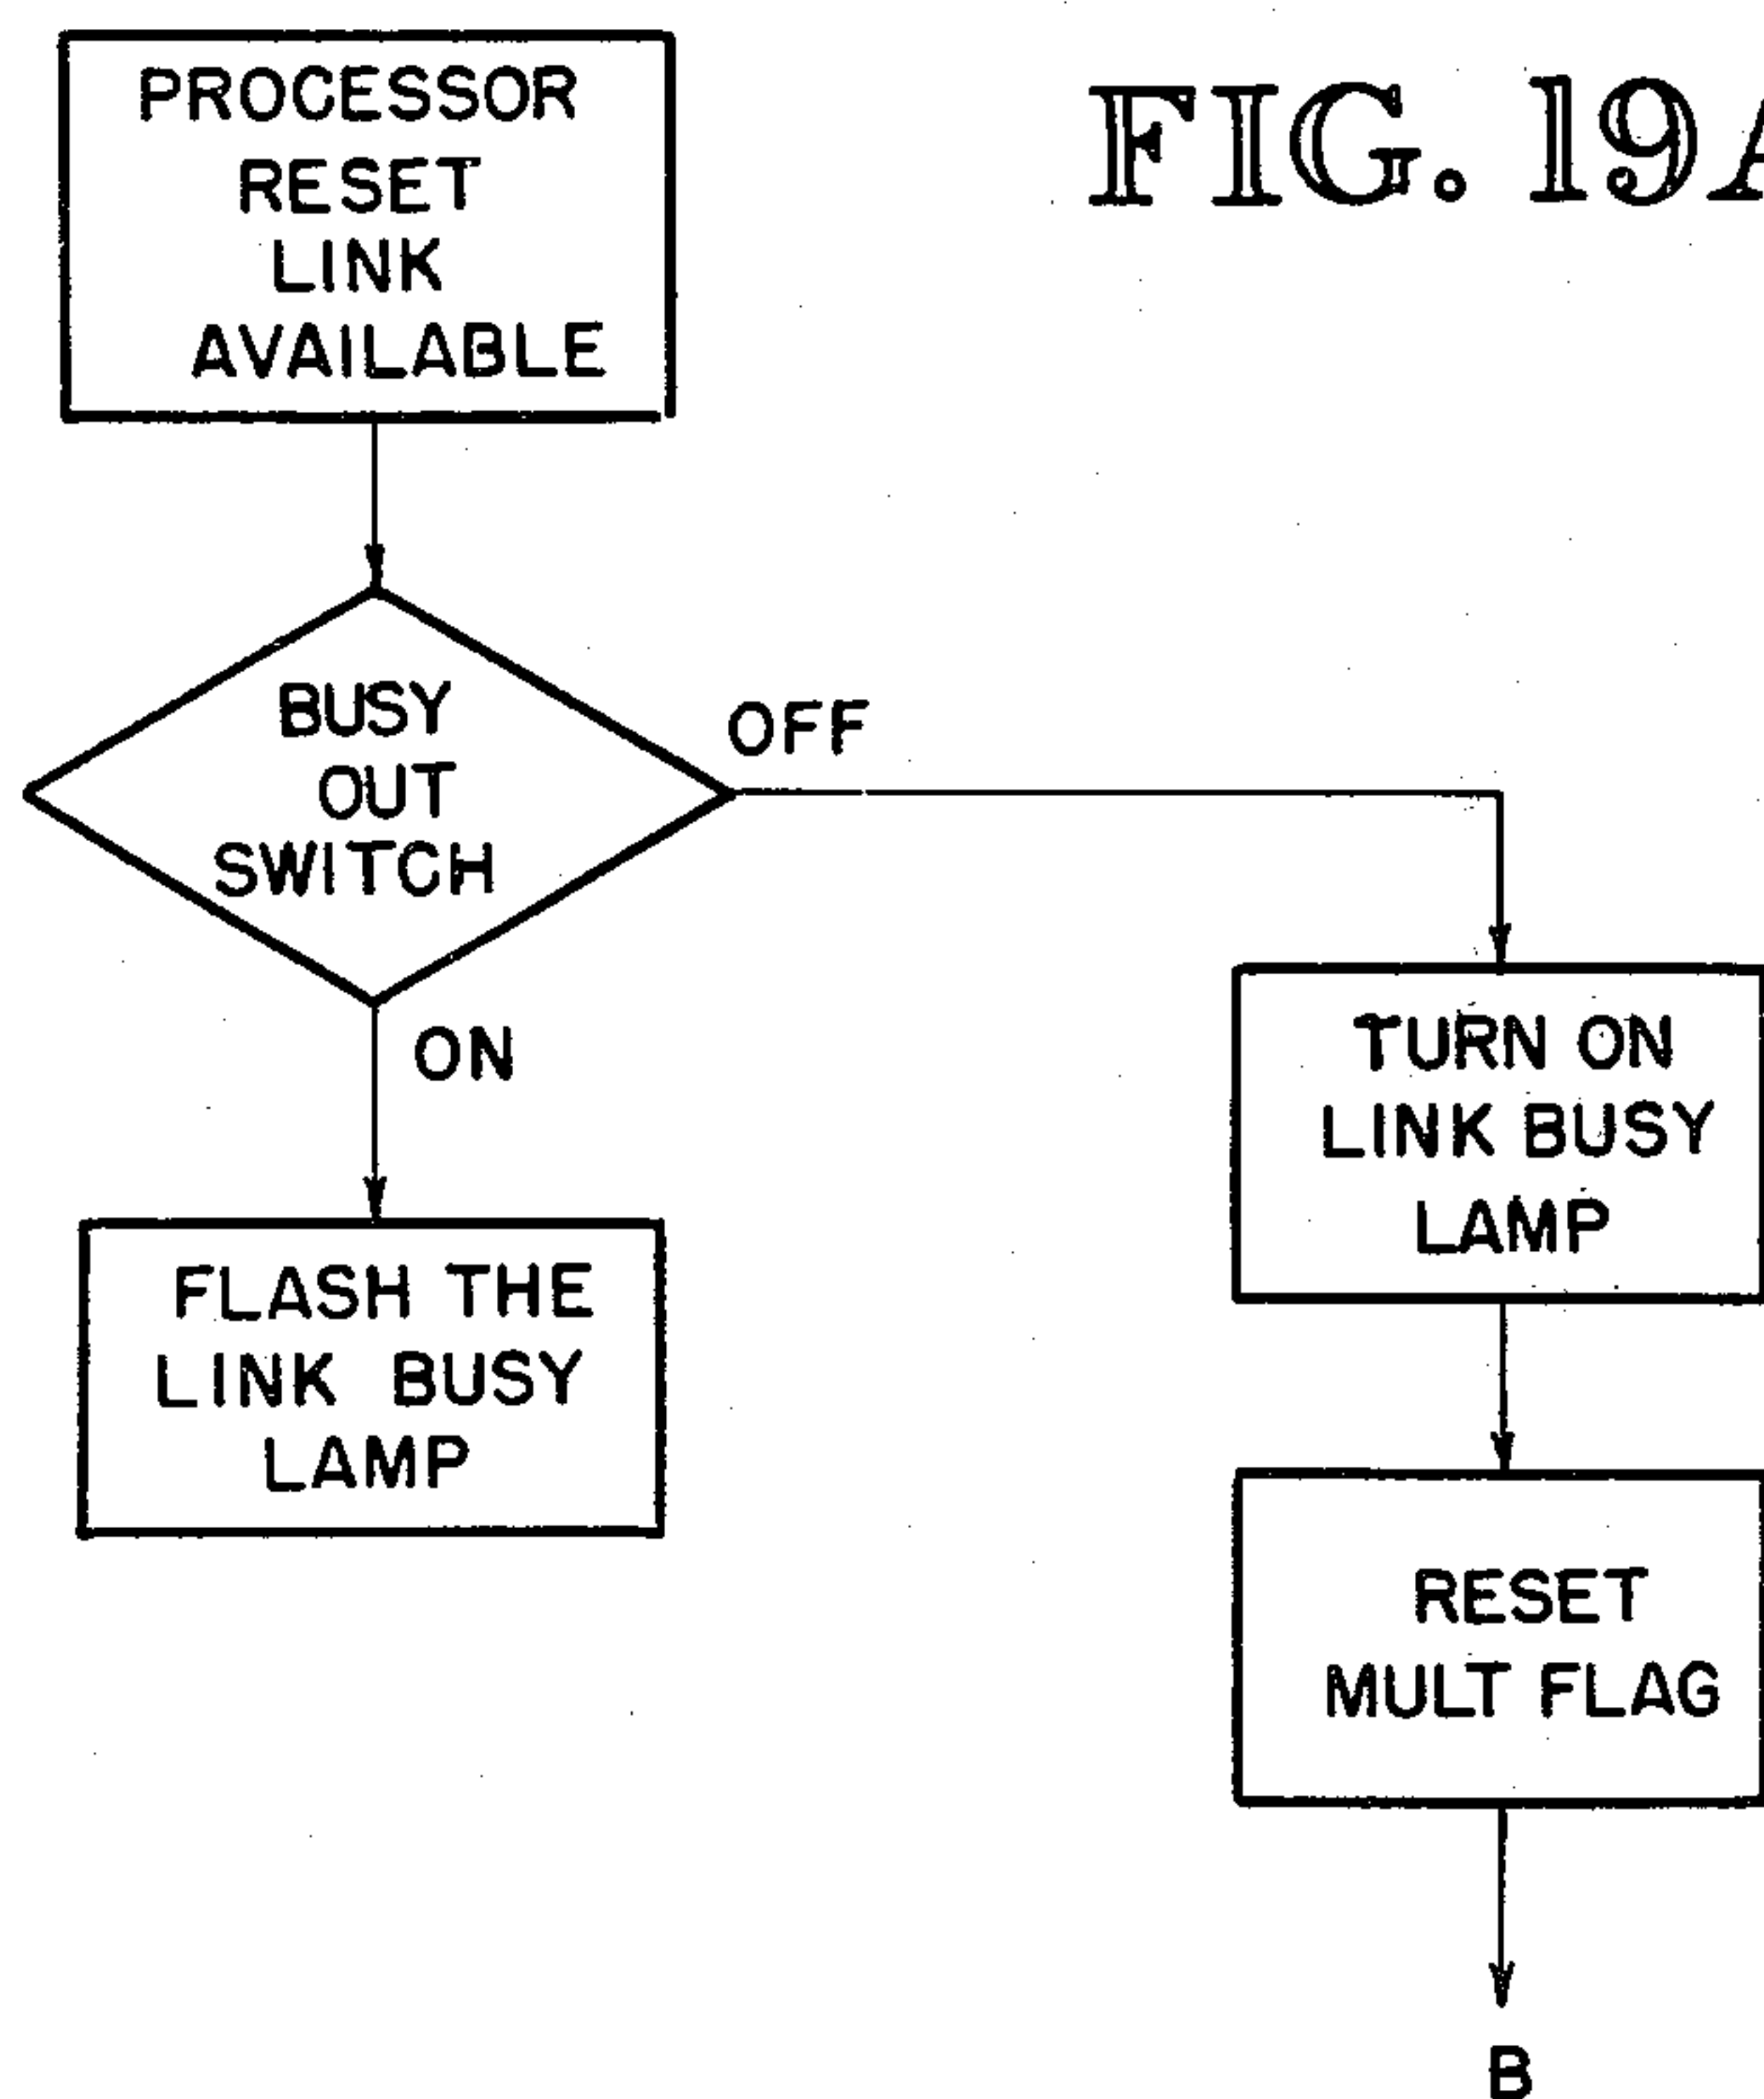 PROCESSOR
RESET
LINK
AVAILABLE
FIG. 19A
BUSY
OUT
SWITCH
OFF
ON
TURN ON
LINK BUSY
LAMP
FLASH THE
LINK BUSY
LAMP
RESET
MULT FLAG
B